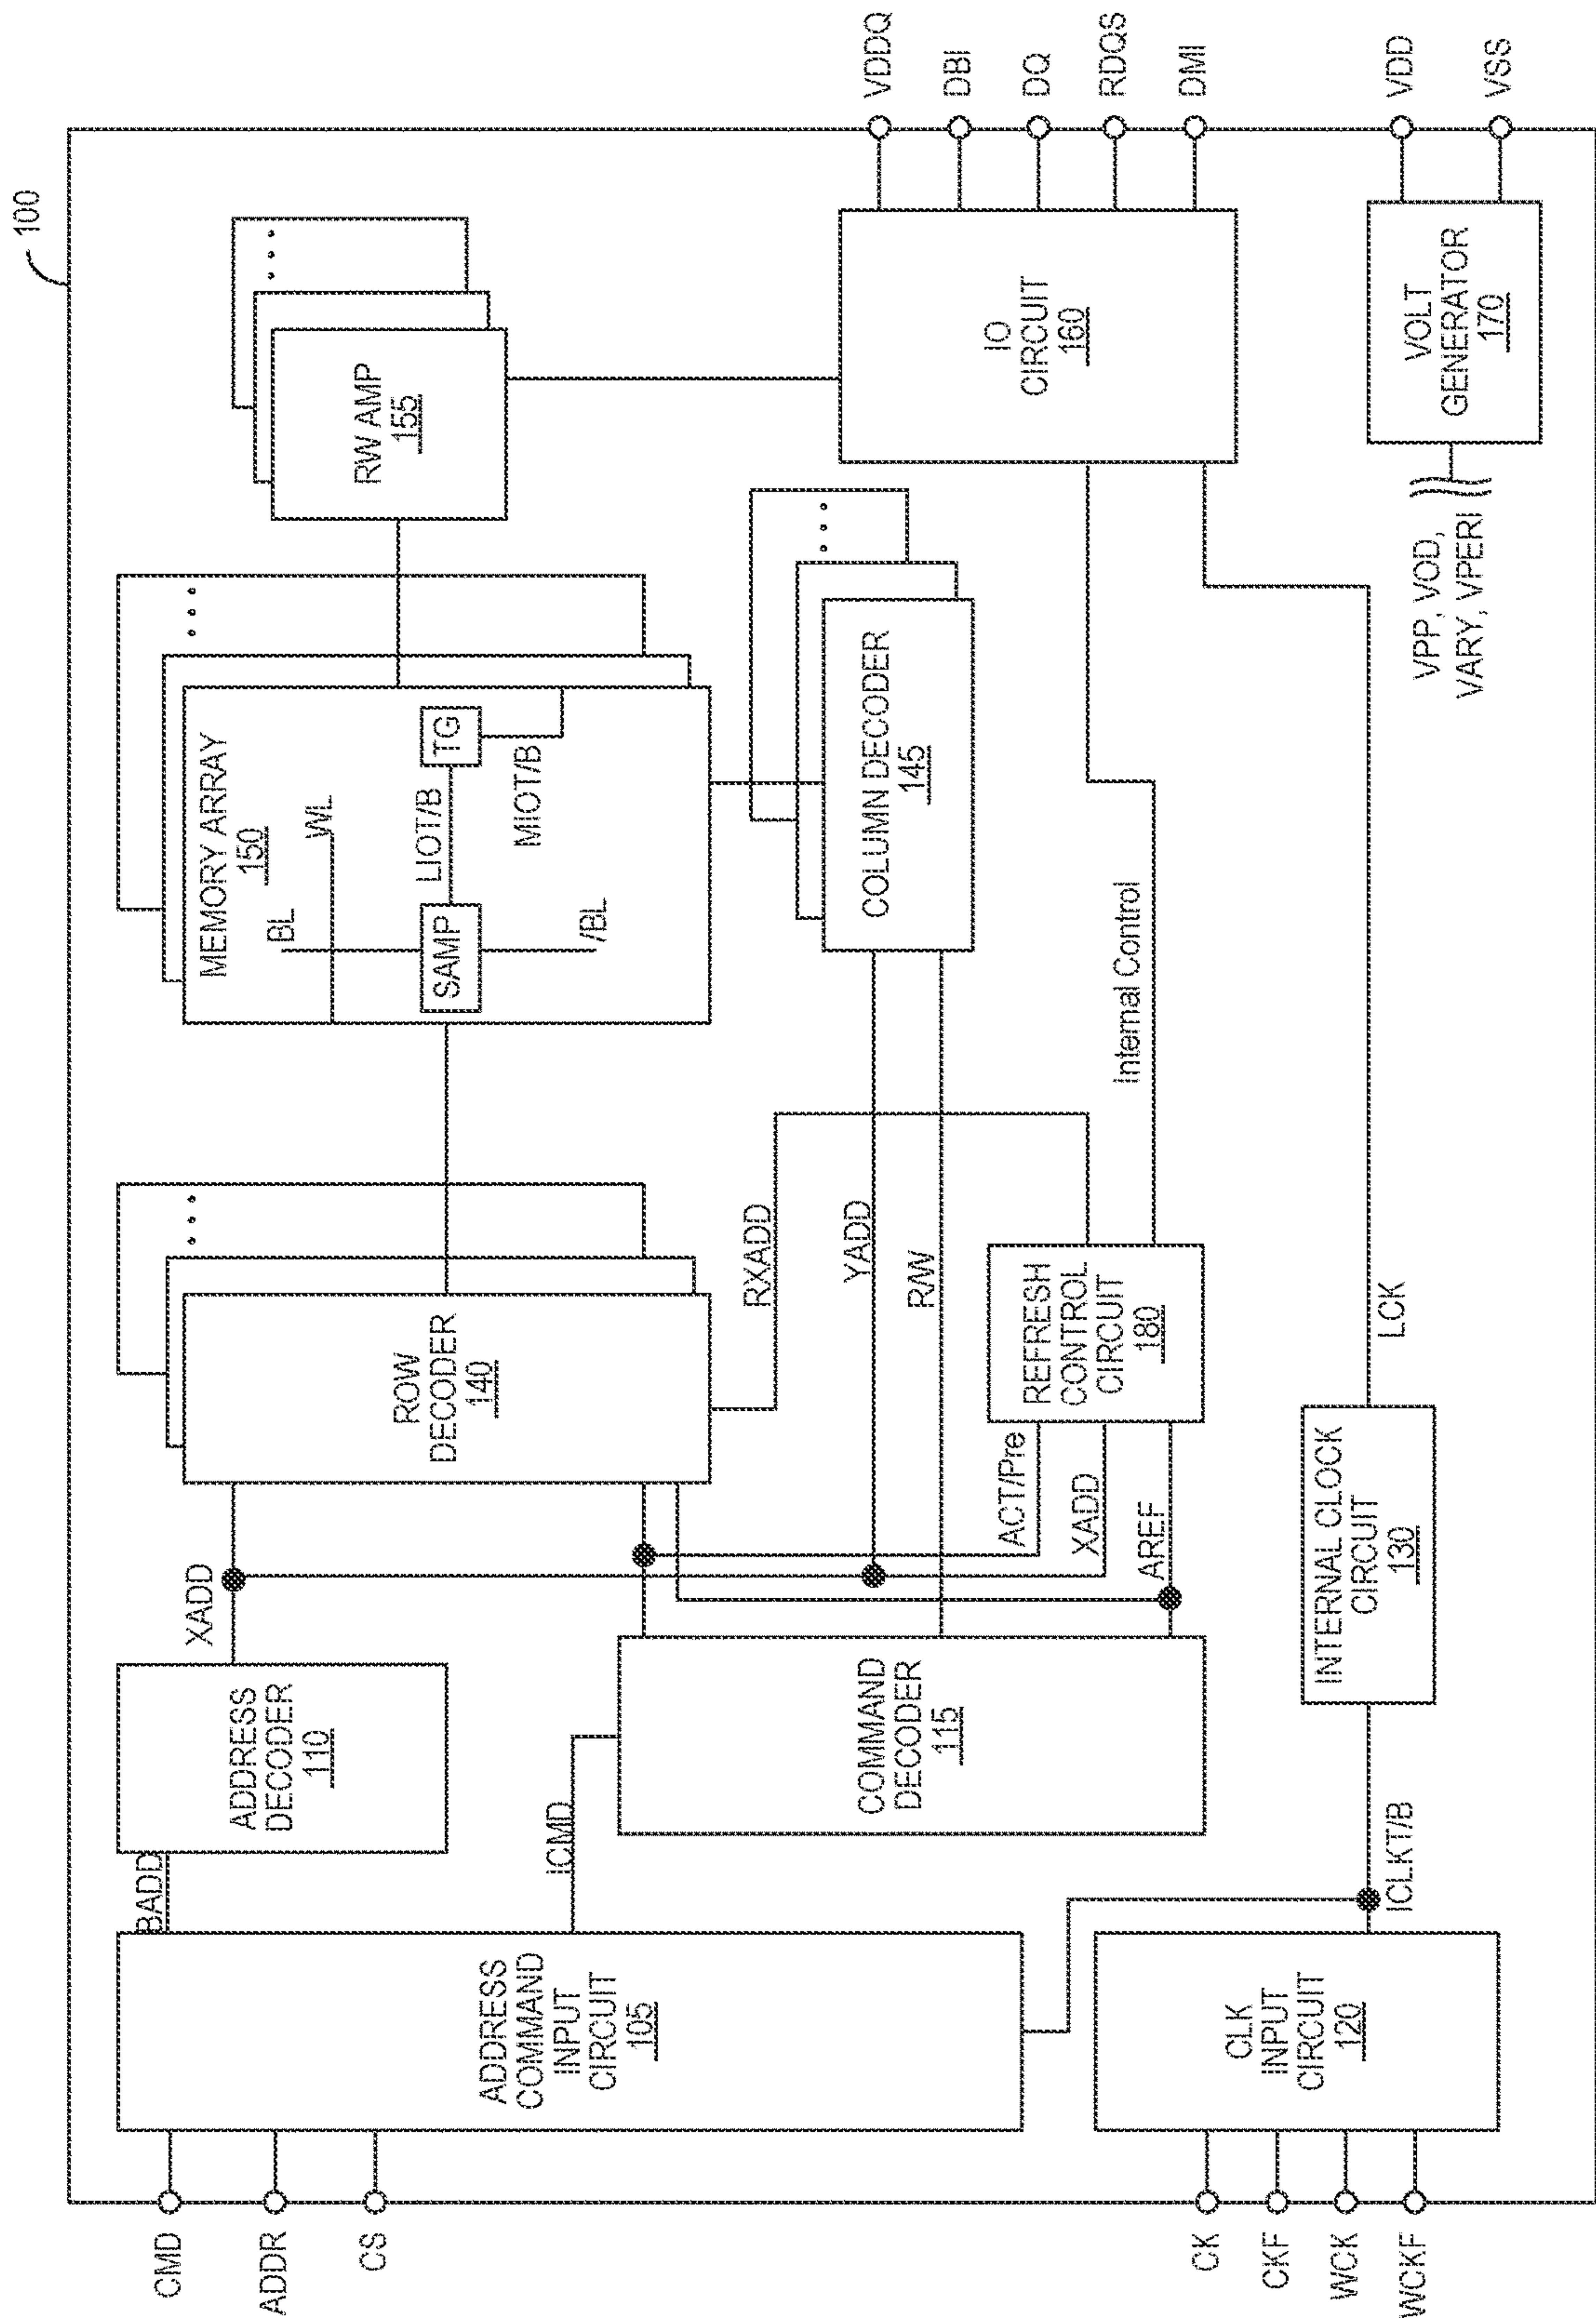 100
CMD
ADDR
CS
CK
CKF
WCK
WCKF
ADDRESS
COMMAND
INPUT
CIRCUIT
105
CLK
INPUT
CIRCUIT
120
BADD
ICMD
ICLKT/B
ADDRESS
DECODER
110
COMMAND
DECODER
115
INTERNAL CLOCK
CIRCUIT
130
XADD
ACT/Pre
XADD
AREF
LCK
ROW
DECODER
140
REFRESH
CONTROL
CIRCUIT
180
RXADD
YADD
R/W
Internal Control
MEMORY ARRAY
150
BL
WL
SAMP
/BL
LIOT/B
TG
MIOT/B
COLUMN DECODER
145
RW AMP
155
IO
CIRCUIT
160
VPP, VOD,
VARY, VPERI
VOLT
GENERATOR
170
VDDQ
DBI
DQ
RDQS
DMI
VDD
VSS